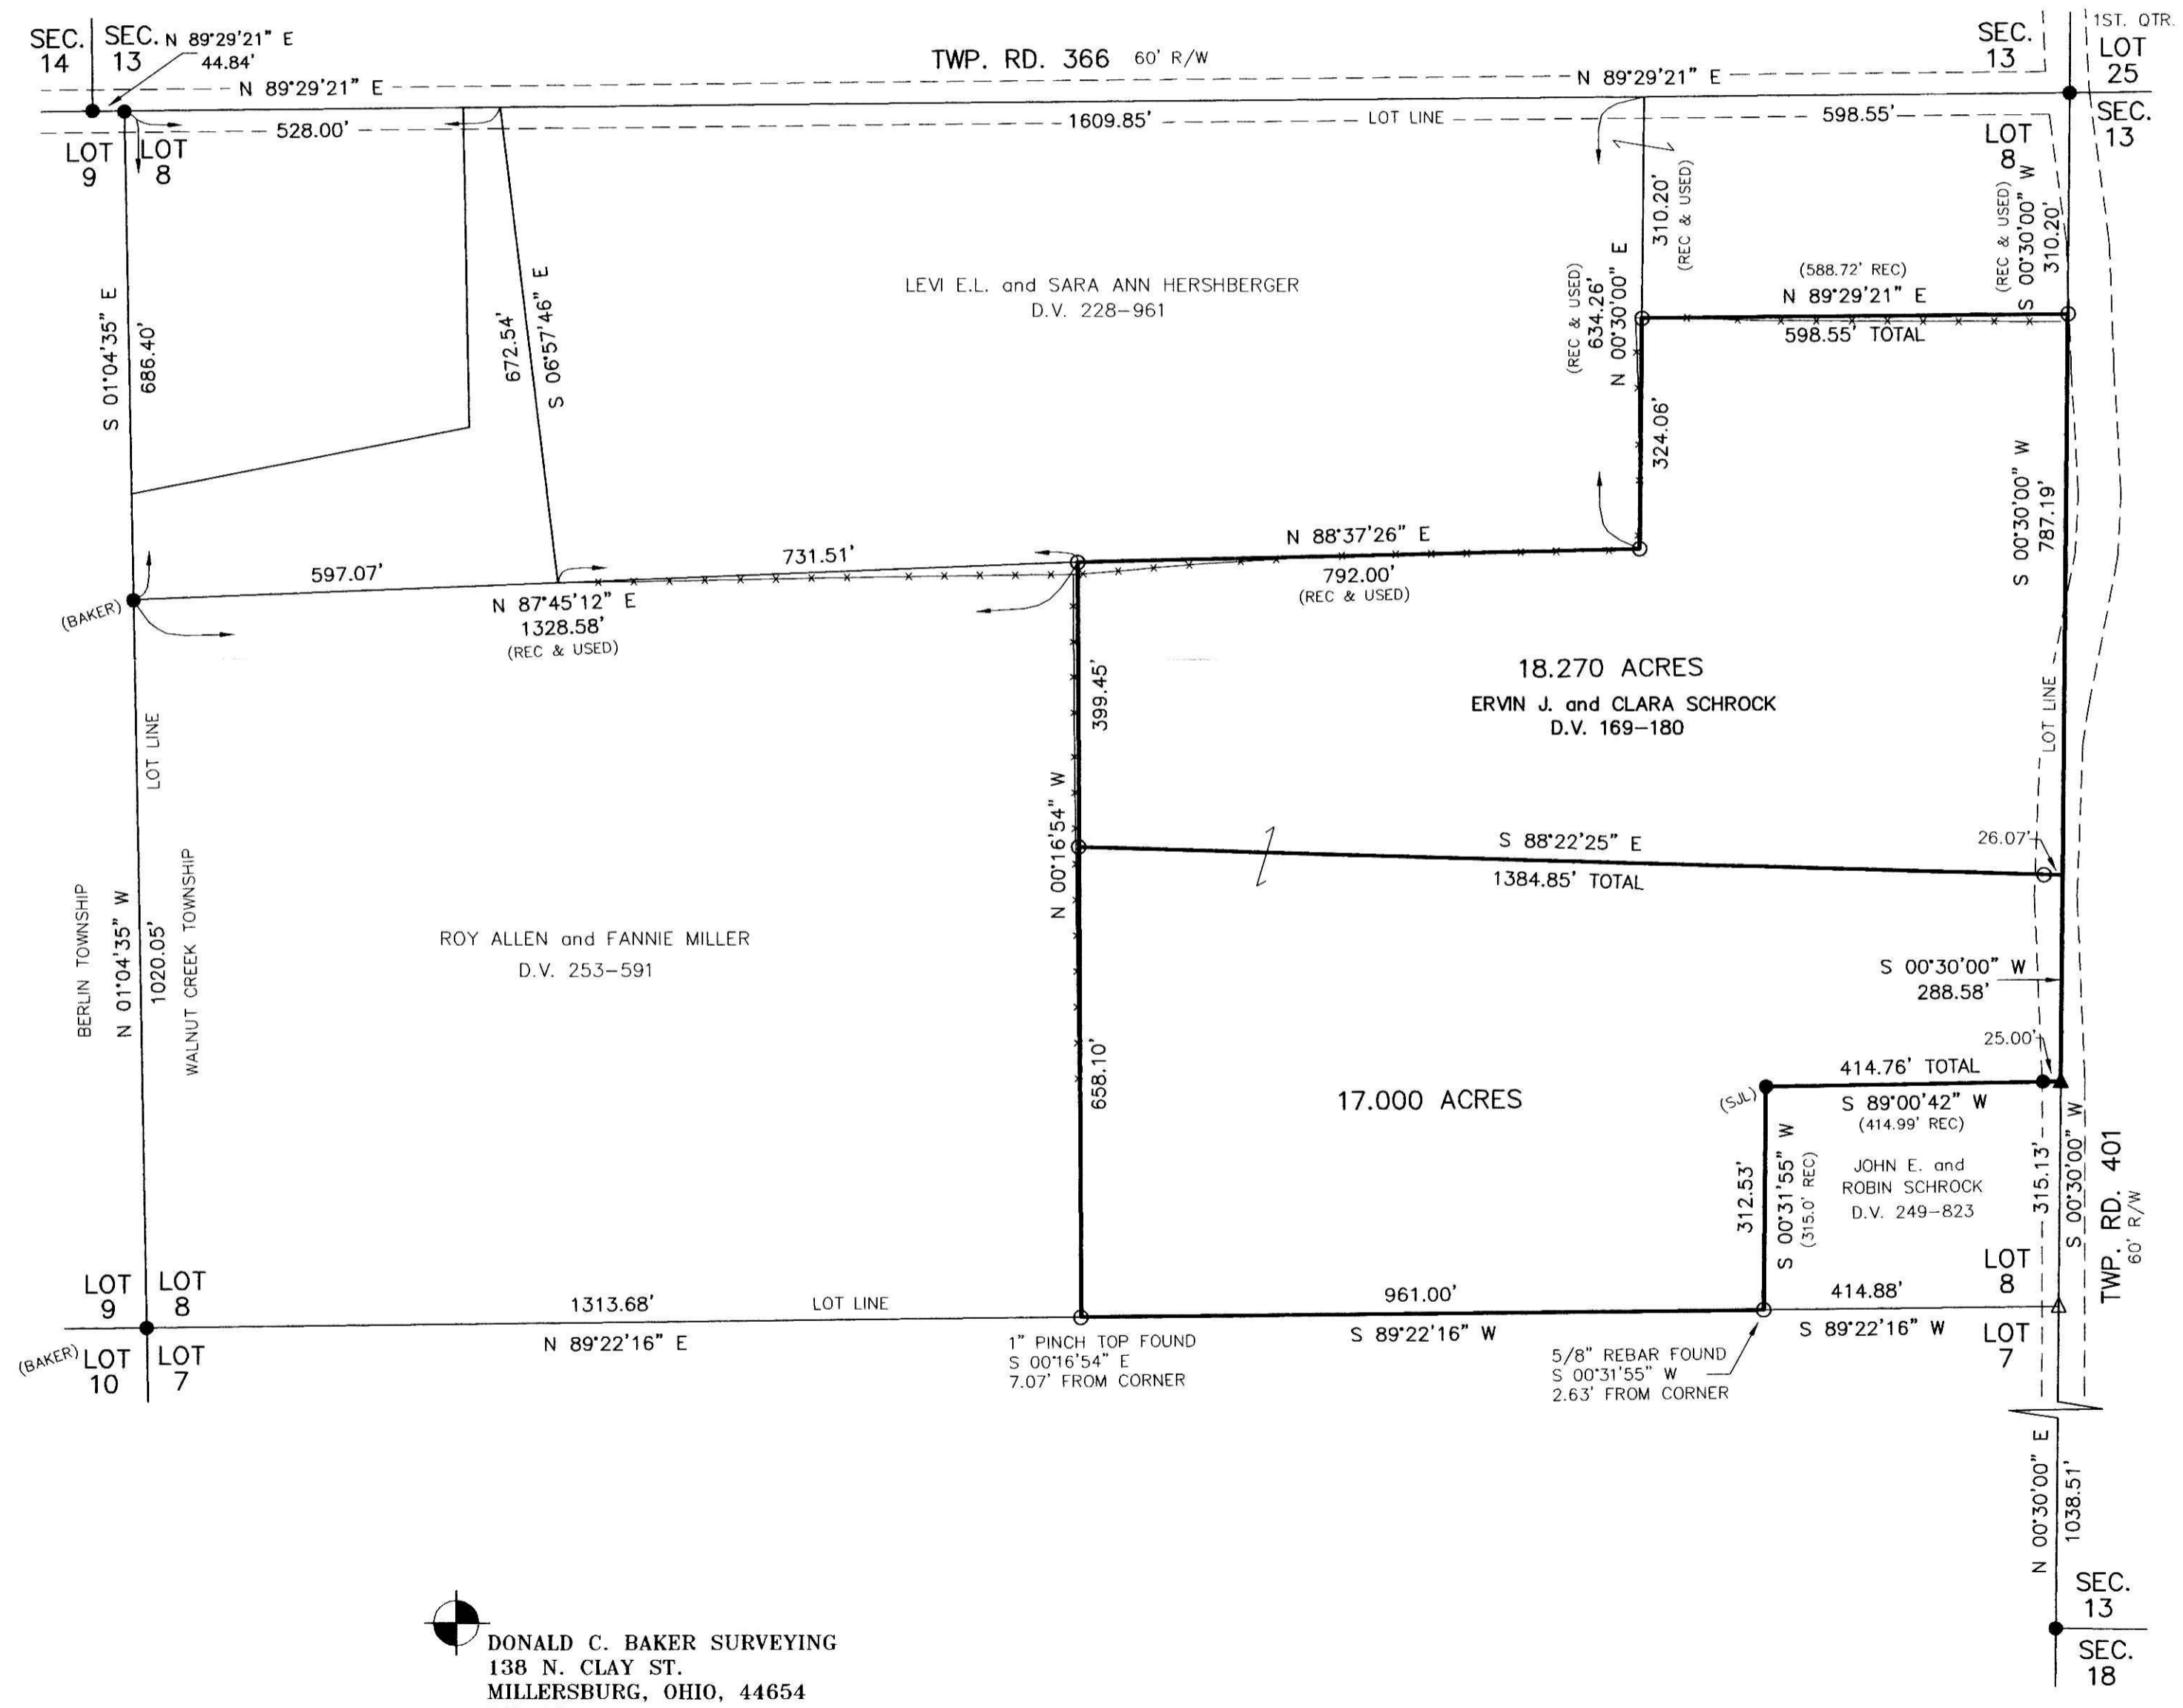 SEC. 14
SEC. 13
N 89°29'21" E
44.84'
TWP. RD. 366 60' R/W
SEC. 13
1ST. QTR.
LOT 25
SEC. 13
N 89°29'21" E
N 89°29'21" E
528.00'
1609.85'
LOT LINE
598.55'
LOT 9
LOT 8
LOT 8
S 01°04'35" E
686.40'
672.54'
S 06°57'46" E
LEVI E.L. and SARA ANN HERSHBERGER
D.V. 228-961
(REC & USED)
634.26'
N 00°30'00" E
310.20'
(REC & USED)
324.06'
(588.72' REC)
N 89°29'21" E
598.55' TOTAL
(REC & USED)
S 00°30'00" W
310.20'
S 00°30'00" W
787.19'
(BAKER)
597.07'
731.51'
N 87°45'12" E
1328.58'
(REC & USED)
N 88°37'26" E
792.00'
(REC & USED)
18.270 ACRES
ERVIN J. and CLARA SCHROCK
D.V. 169-180
399.45'
N 00°16'54" W
658.10'
LOT LINE
LOT LINE
BERLIN TOWNSHIP
N 01°04'35" W
1020.05'
WALNUT CREEK TOWNSHIP
S 88°22'25" E
1384.85' TOTAL
26.07'
ROY ALLEN and FANNIE MILLER
D.V. 253-591
S 00°30'00" W
288.58'
25.00'
17.000 ACRES
414.76' TOTAL
S 89°00'42" W
(414.99' REC)
(SJL)
312.53'
S 00°31'55" W
(315.0' REC)
JOHN E. and
ROBIN SCHROCK
D.V. 249-823
315.13'
S 00°30'00" W
TWP. RD. 401
60' R/W
LOT 9
LOT 8
LOT 8
1313.68'
LOT LINE
961.00'
414.88'
N 89°22'16" E
S 89°22'16" W
S 89°22'16" W
(BAKER)
LOT 10
LOT 7
LOT 7
1" PINCH TOP FOUND
S 00°16'54" E
7.07' FROM CORNER
5/8" REBAR FOUND
S 00°31'55" W
2.63' FROM CORNER
N 00°30'00" E
1038.51'
SEC. 13
SEC. 18
DONALD C. BAKER SURVEYING
138 N. CLAY ST.
MILLERSBURG, OHIO, 44654